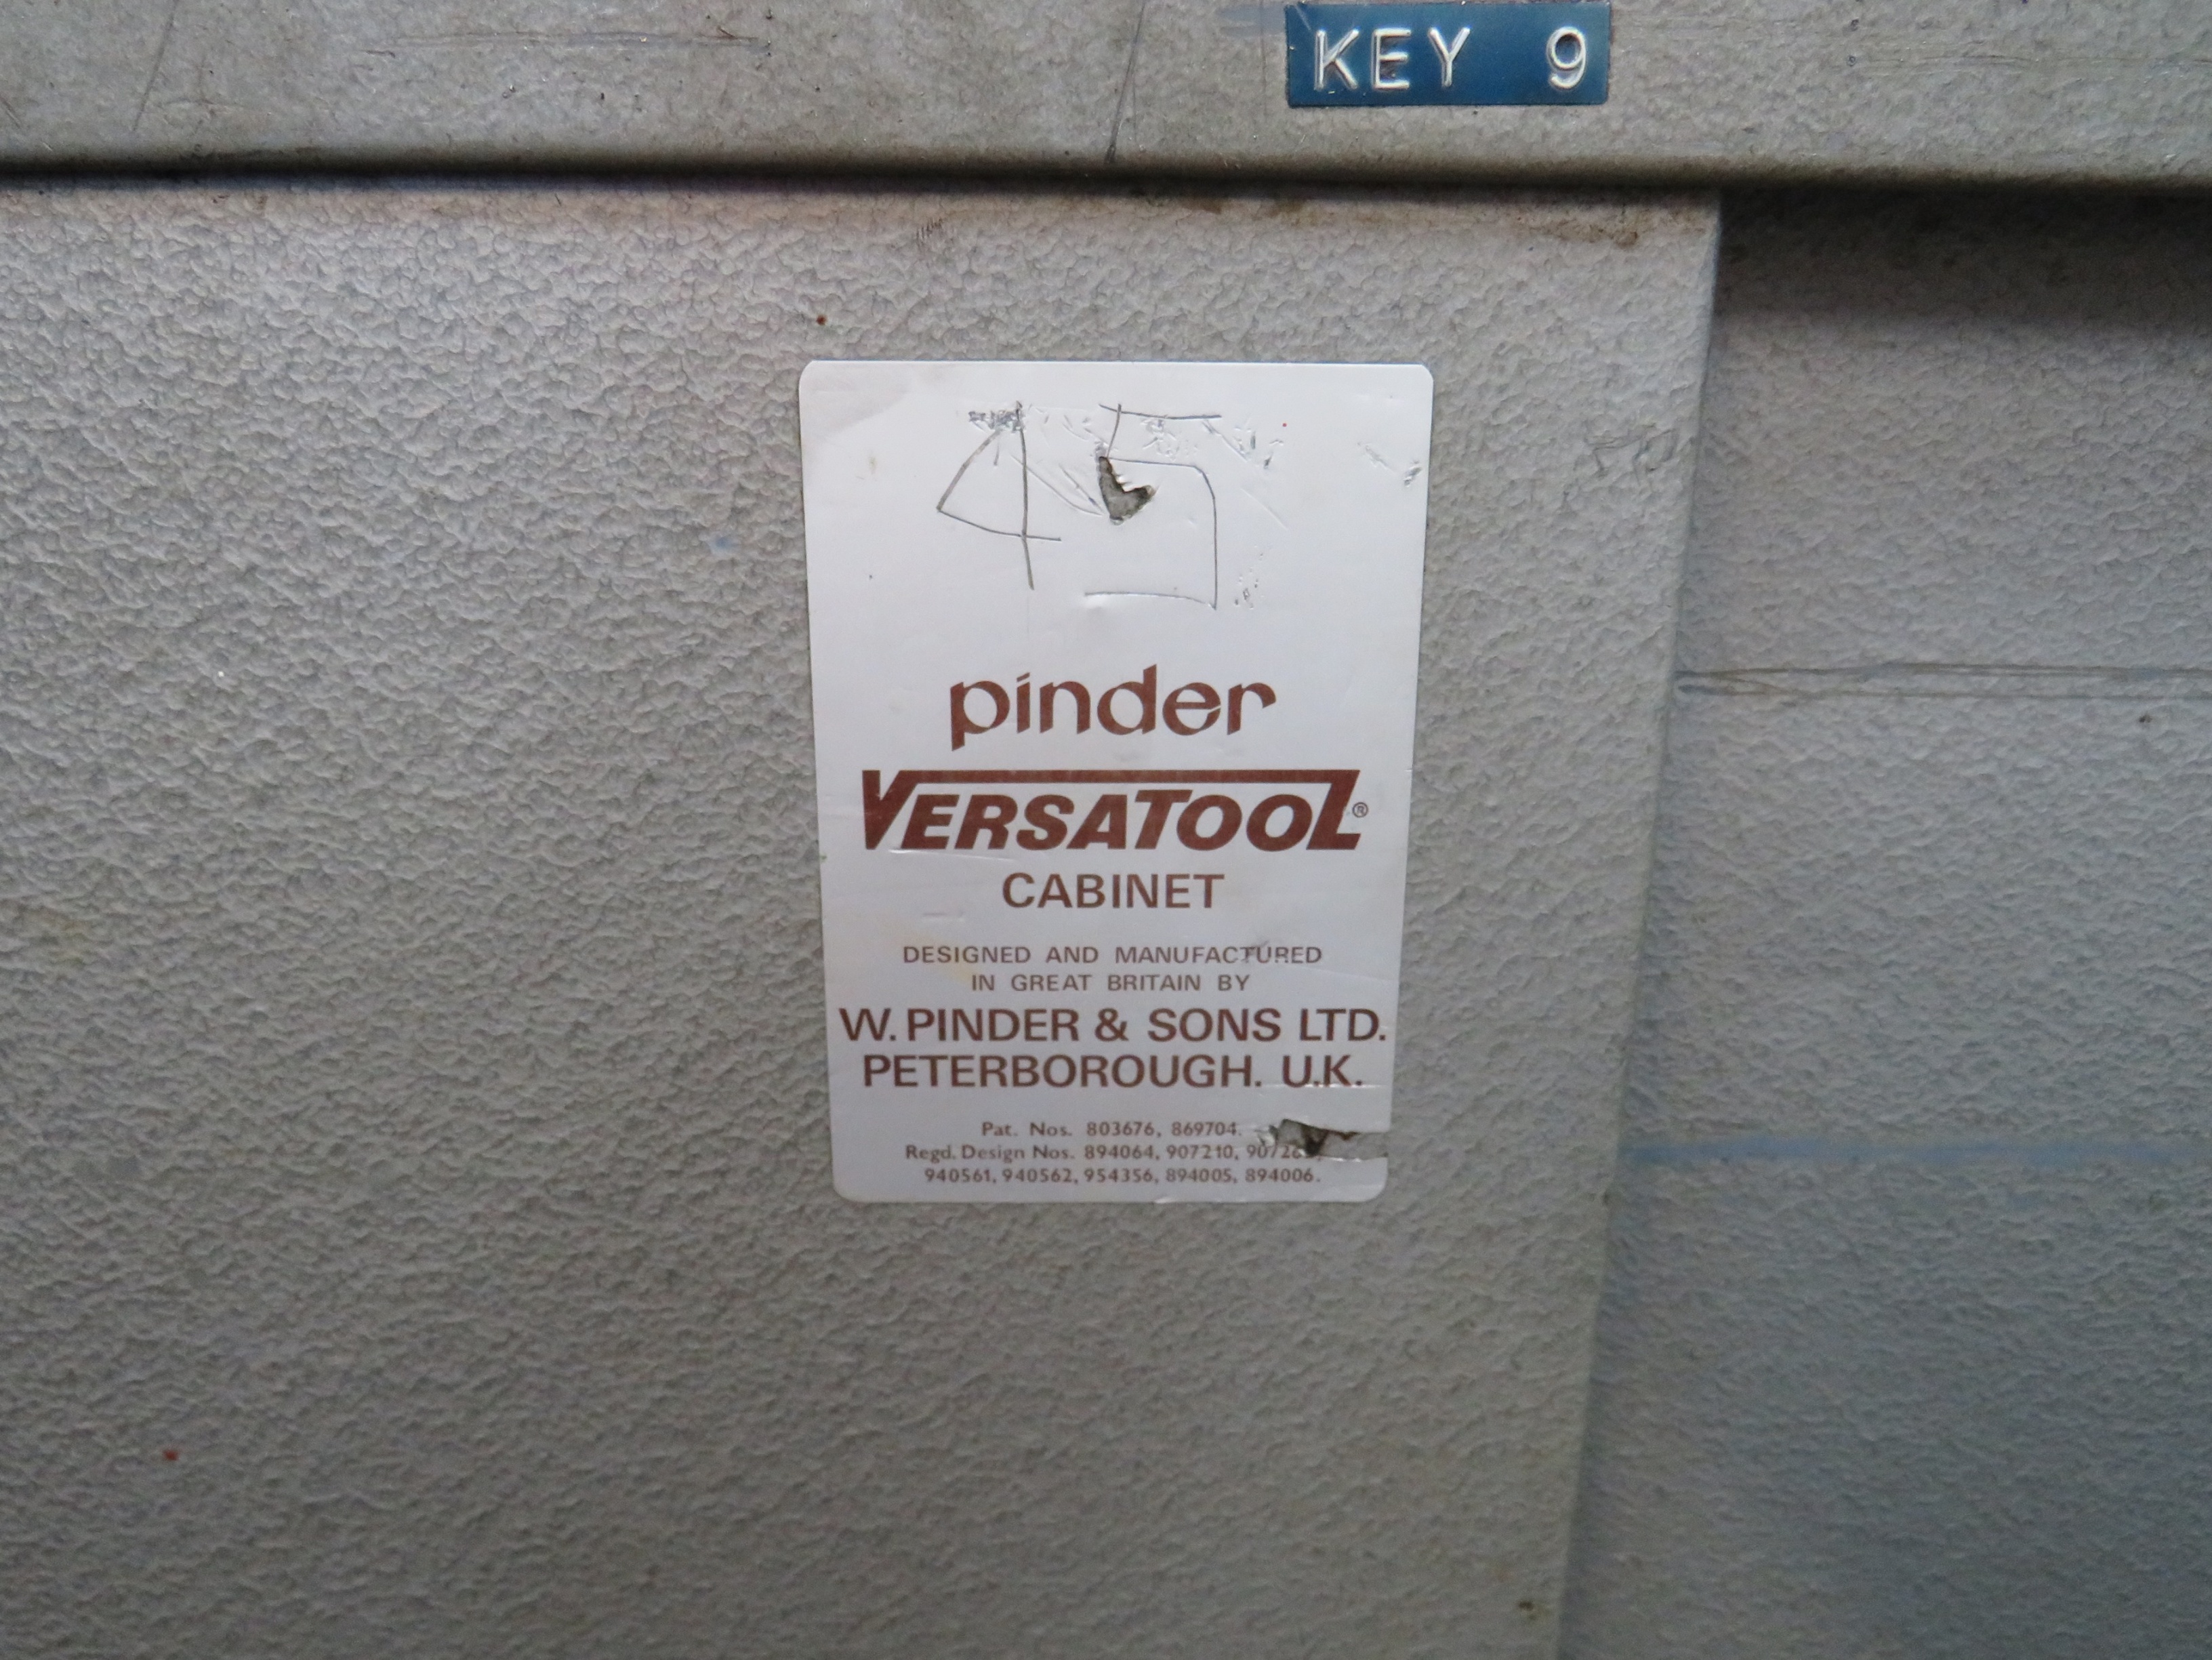 KEY 9
45
pinder
VERSATOOL®
CABINET
DESIGNED AND MANUFACTURED
IN GREAT BRITAIN BY
W. PINDER & SONS LTD.
PETERBOROUGH. U.K.
Pat. Nos. 803676, 869704.
Regd. Design Nos. 894064, 907210,
940561, 940562, 954356, 894005, 894006.